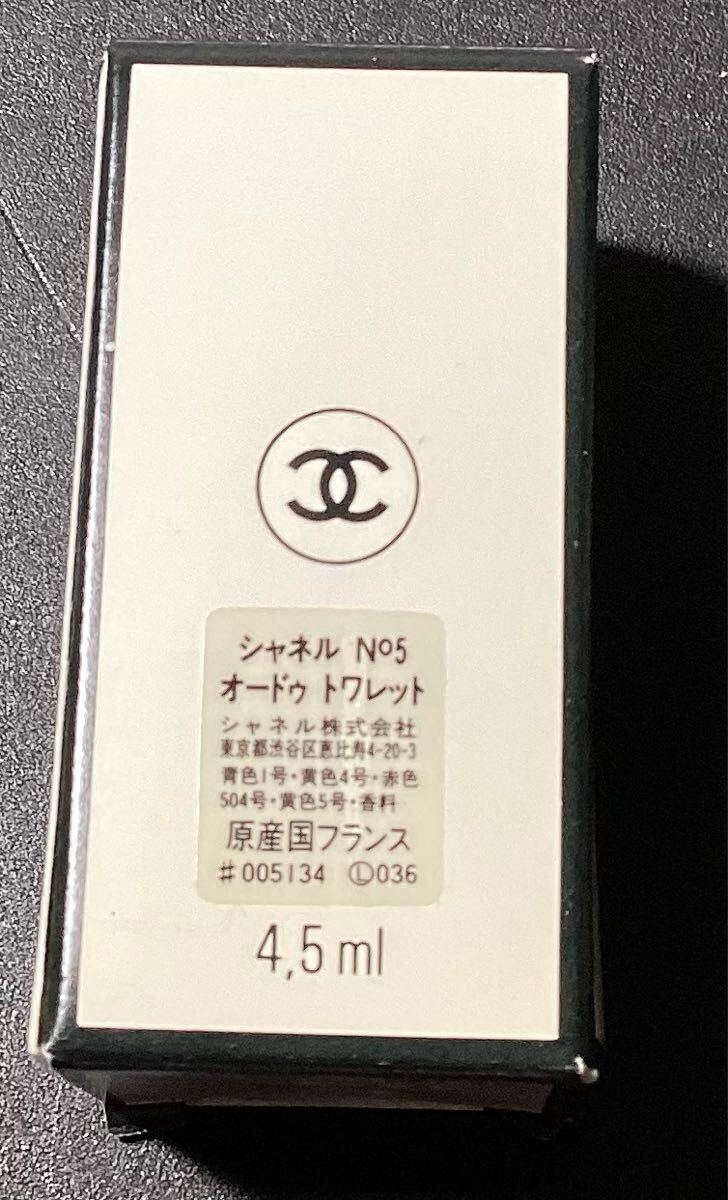 シャネル Nº5
オードゥ トワレット
シャネル株式会社
東京都渋谷区恵比寿4-20-3
青色1号・黄色4号・赤色
504号・黄色5号・香料
原産国フランス
#005134 Ⓛ036
4,5 ml